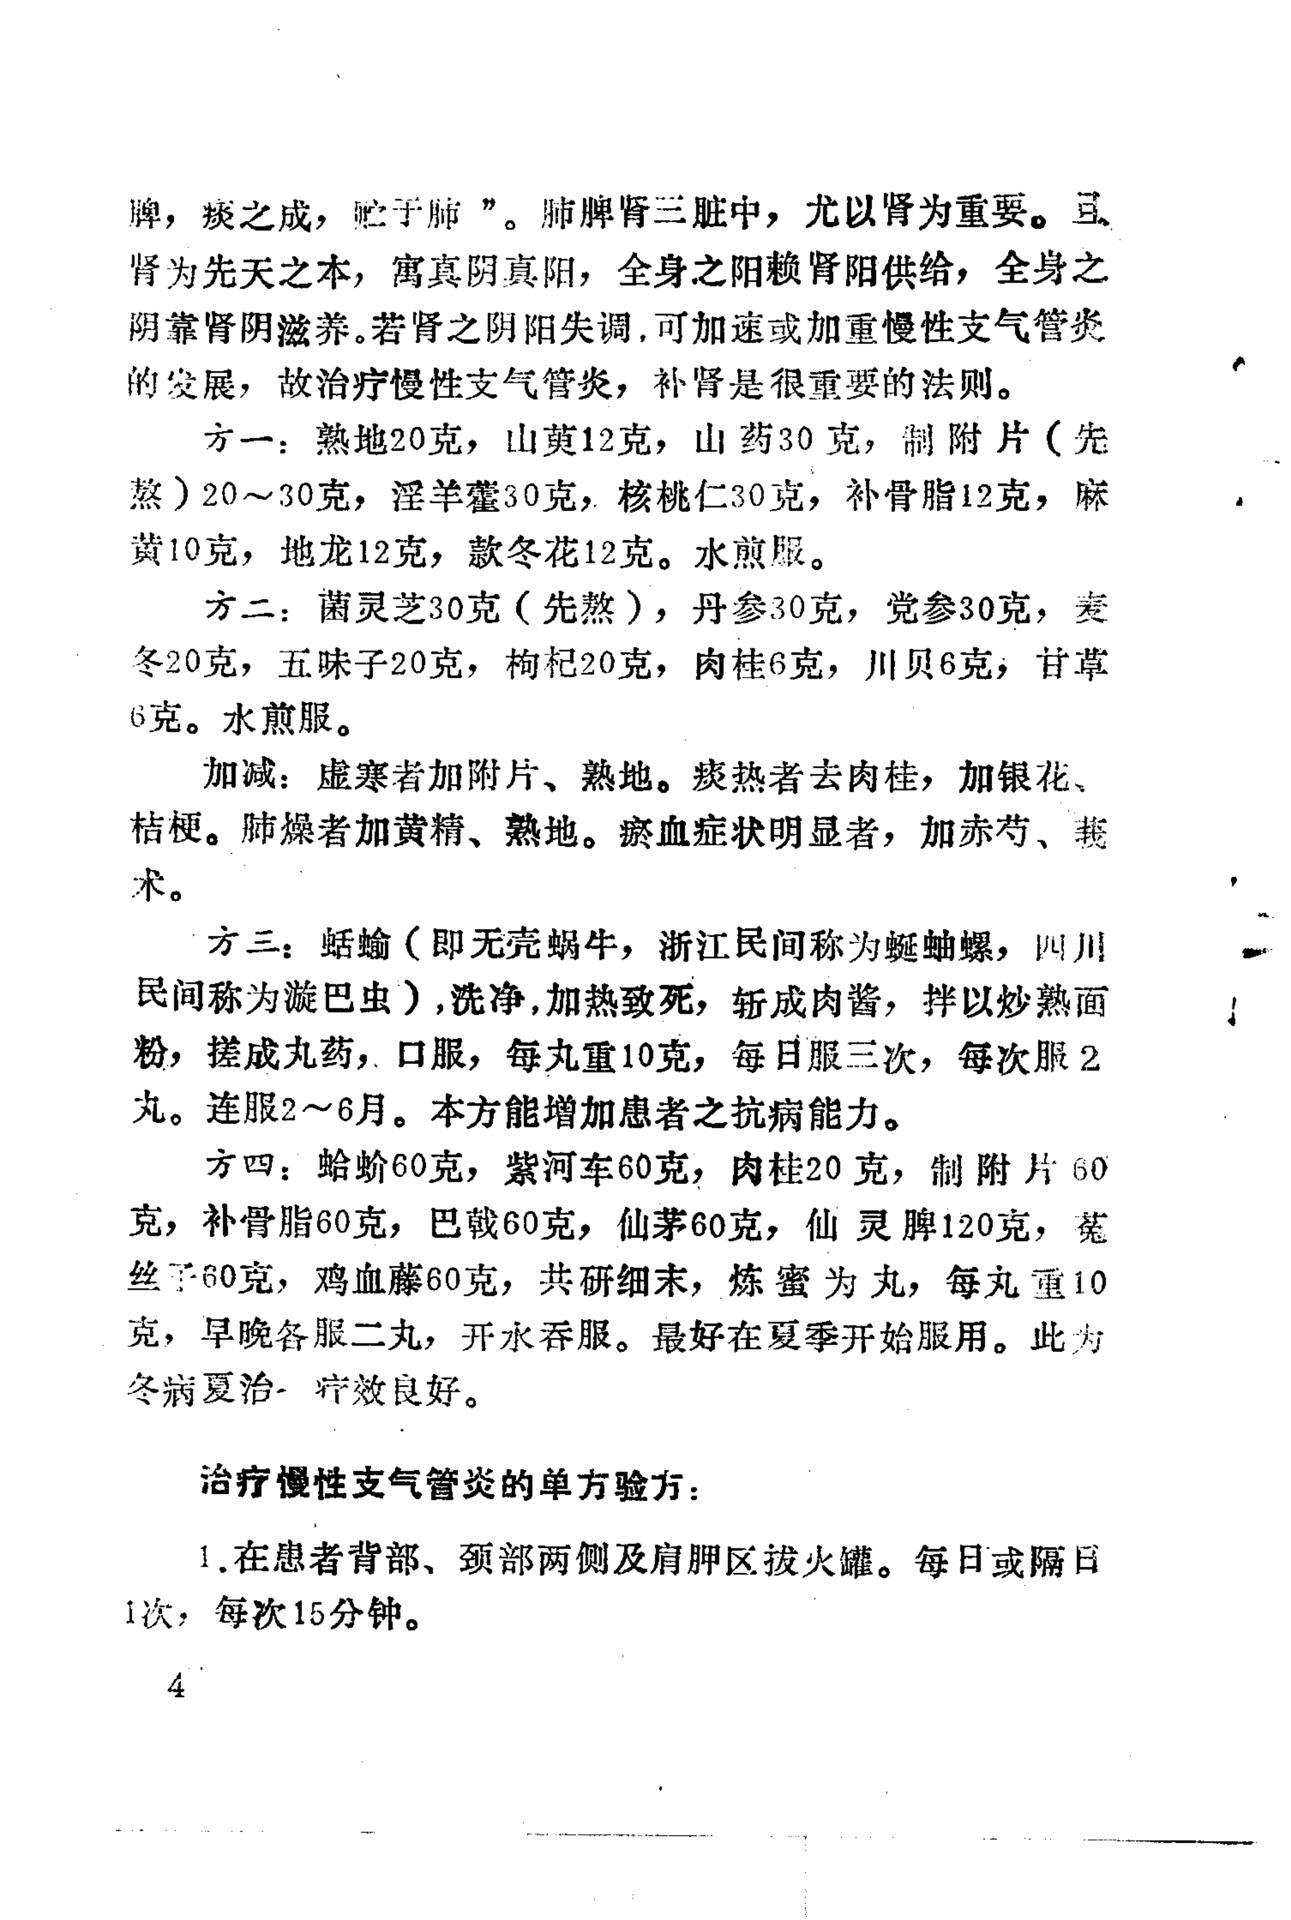 脾，痰之成，贮于肺”。肺脾肾三脏中，尤以肾为重要。且
肾为先天之本，寓真阴真阳，全身之阳赖肾阳供给，全身之
阴靠肾阴滋养。若肾之阴阳失调，可加速或加重慢性支气管炎
的发展，故治疗慢性支气管炎，补肾是很重要的法则。
方一：熟地20克，山萸12克，山药30克，制附片（先
熬）20～30克，淫羊藿30克，核桃仁30克，补骨脂12克，麻
黄10克，地龙12克，款冬花12克。水煎服。
方二：菌灵芝30克（先熬），丹参30克，党参30克，麦
冬20克，五味子20克，枸杞20克，肉桂6克，川贝6克，甘草
6克。水煎服。
加减：虚寒者加附片、熟地。痰热者去肉桂，加银花、
桔梗。肺燥者加黄精、熟地。瘀血症状明显者，加赤芍、莪
术。
方三：蛞蝓（即无壳蜗牛，浙江民间称为蜒蚰螺，四川
民间称为漩巴虫），洗净，加热致死，斩成肉酱，拌以炒熟面
粉，搓成丸药，口服，每丸重10克，每日服三次，每次服2
丸。连服2～6月。本方能增加患者之抗病能力。
方四：蛤蚧60克，紫河车60克，肉桂20克，制附片60
克，补骨脂60克，巴戟60克，仙茅60克，仙灵脾120克，菟
丝子60克，鸡血藤60克，共研细末，炼蜜为丸，每丸重10
克，早晚各服二丸，开水吞服。最好在夏季开始服用。此为
冬病夏治，疗效良好。
治疗慢性支气管炎的单方验方：
1.在患者背部、颈部两侧及肩胛区拔火罐。每日或隔日
1次，每次15分钟。
4